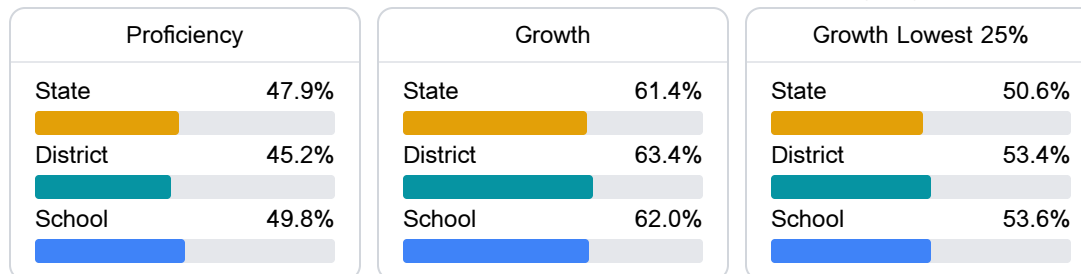 Proficiency
State 47.9%
District 45.2%
School 49.8%
Growth
State 61.4%
District 63.4%
School 62.0%
Growth Lowest 25%
State 50.6%
District 53.4%
School 53.6%